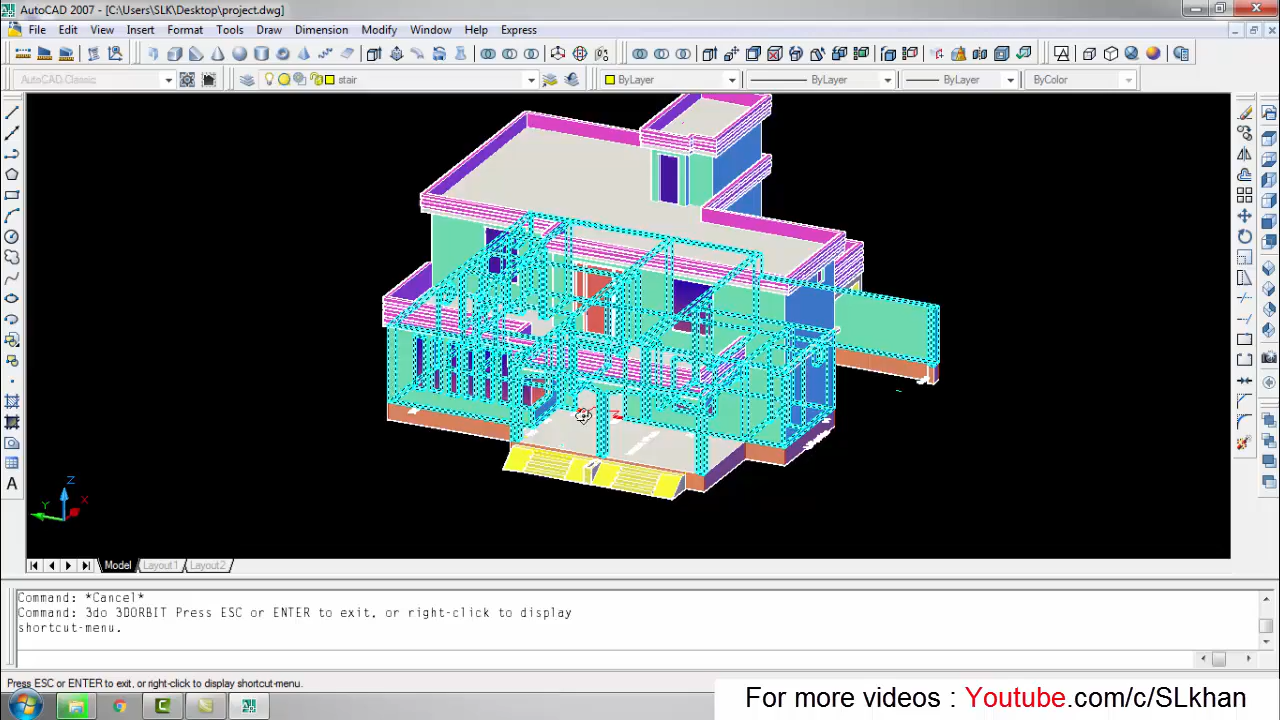 AutoCAD 2007 - [C:\Users\SLK\Desktop\project.dwg]
File Edit View Insert Format Tools Draw Dimension Modify Window Help Express
AutoCAD Classic stair ByLayer ByLayer ByLayer ByColor
Z
Y X
Model Layout1 Layout2
Command: *Cancel*
Command: 3do 3DORBIT Press ESC or ENTER to exit, or right-click to display
shortcut-menu.
Press ESC or ENTER to exit, or right-click to display shortcut-menu.
For more videos : Youtube.com/c/SLkhan